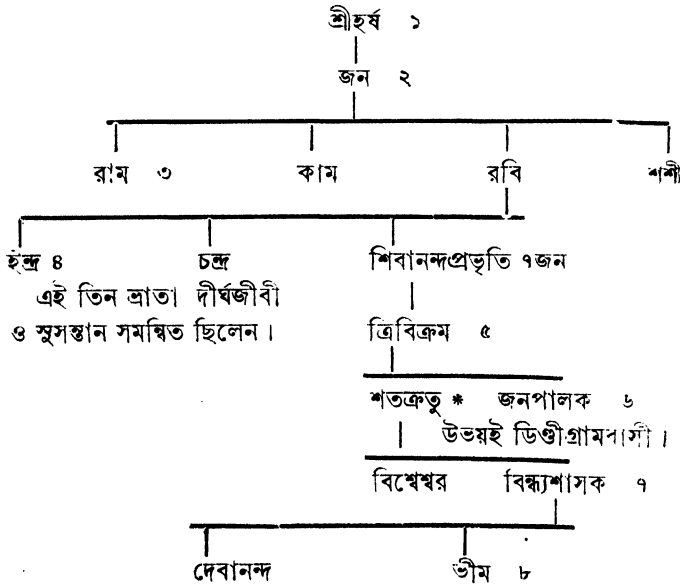 শ্রীহর্ষ ১
জন ২
রাম ৩ কাম রবি শশী
ইন্দ্র ৪ চন্দ্র শিবানন্দপ্রভৃতি ৭জন
এই তিন ভ্রাতা দীর্ঘজীবী
ও সুসন্তান সমন্বিত ছিলেন।
ত্রিবিক্রম ৫
শতক্রতু * জনপালক ৬
উভয়ই ডিণ্ডীগ্রামবাসী।
বিশ্বেশ্বর বিন্ধ্যশাসক ৭
দেবানন্দ ভীম ৮